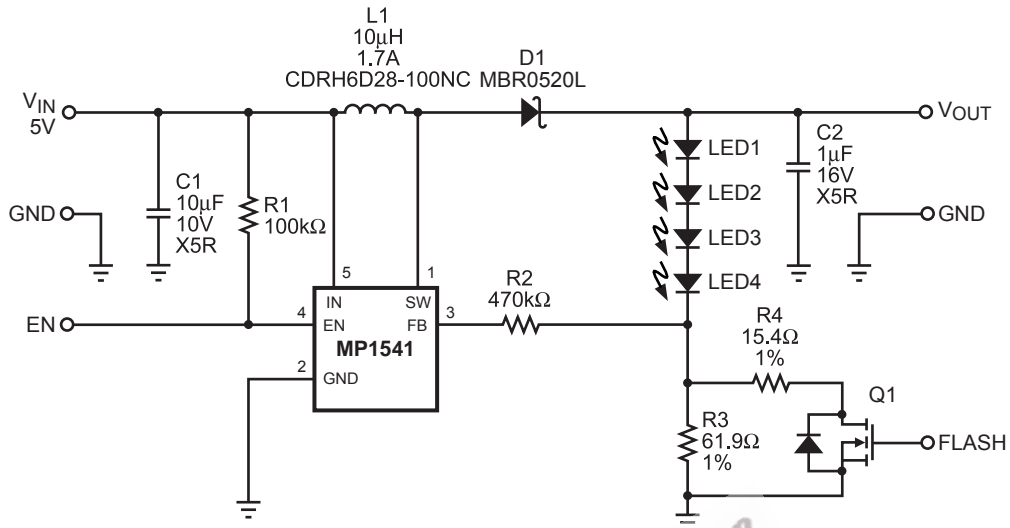 L1
10µH
1.7A
CDRH6D28-100NC
D1
MBR0520L
VIN
5V
VOUT
C1
10µF
10V
X5R
R1
100kΩ
LED1
LED2
LED3
LED4
C2
1µF
16V
X5R
GND
GND
5
1
IN
SW
R2
470kΩ
EN
4
EN
FB
3
MP1541
2
GND
R4
15.4Ω
1%
Q1
R3
61.9Ω
1%
FLASH